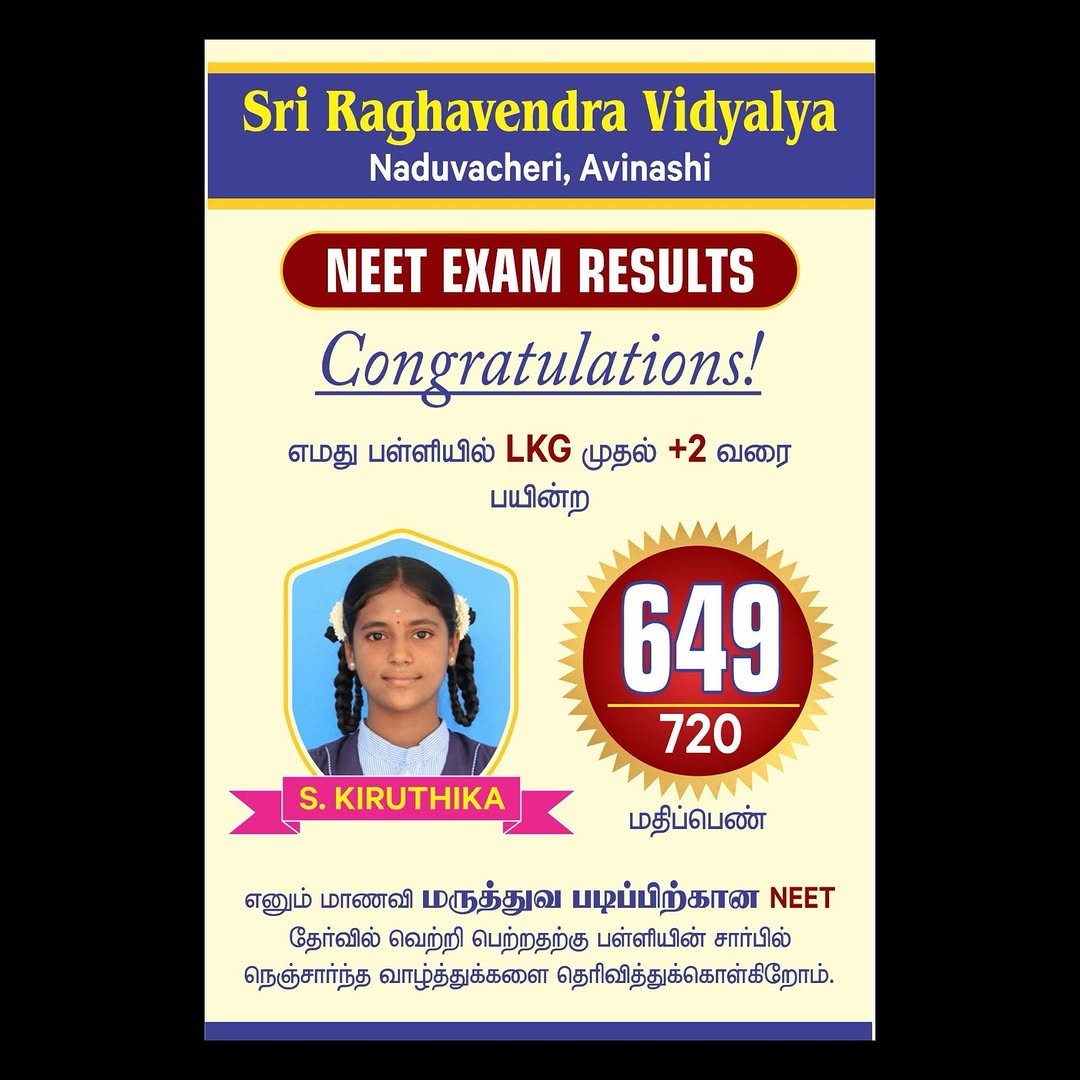 Sri Raghavendra Vidyalya
Naduvacheri, Avinashi
NEET EXAM RESULTS
Congratulations!
எமது பள்ளியில் LKG முதல் +2 வரை
பயின்ற
649
720
S. KIRUTHIKA
மதிப்பெண்
எனும் மாணவி மருத்துவ படிப்பிற்கான NEET
தேர்வில் வெற்றி பெற்றதற்கு பள்ளியின் சார்பில்
நெஞ்சார்ந்த வாழ்த்துக்களை தெரிவித்துக்கொள்கிறோம்.